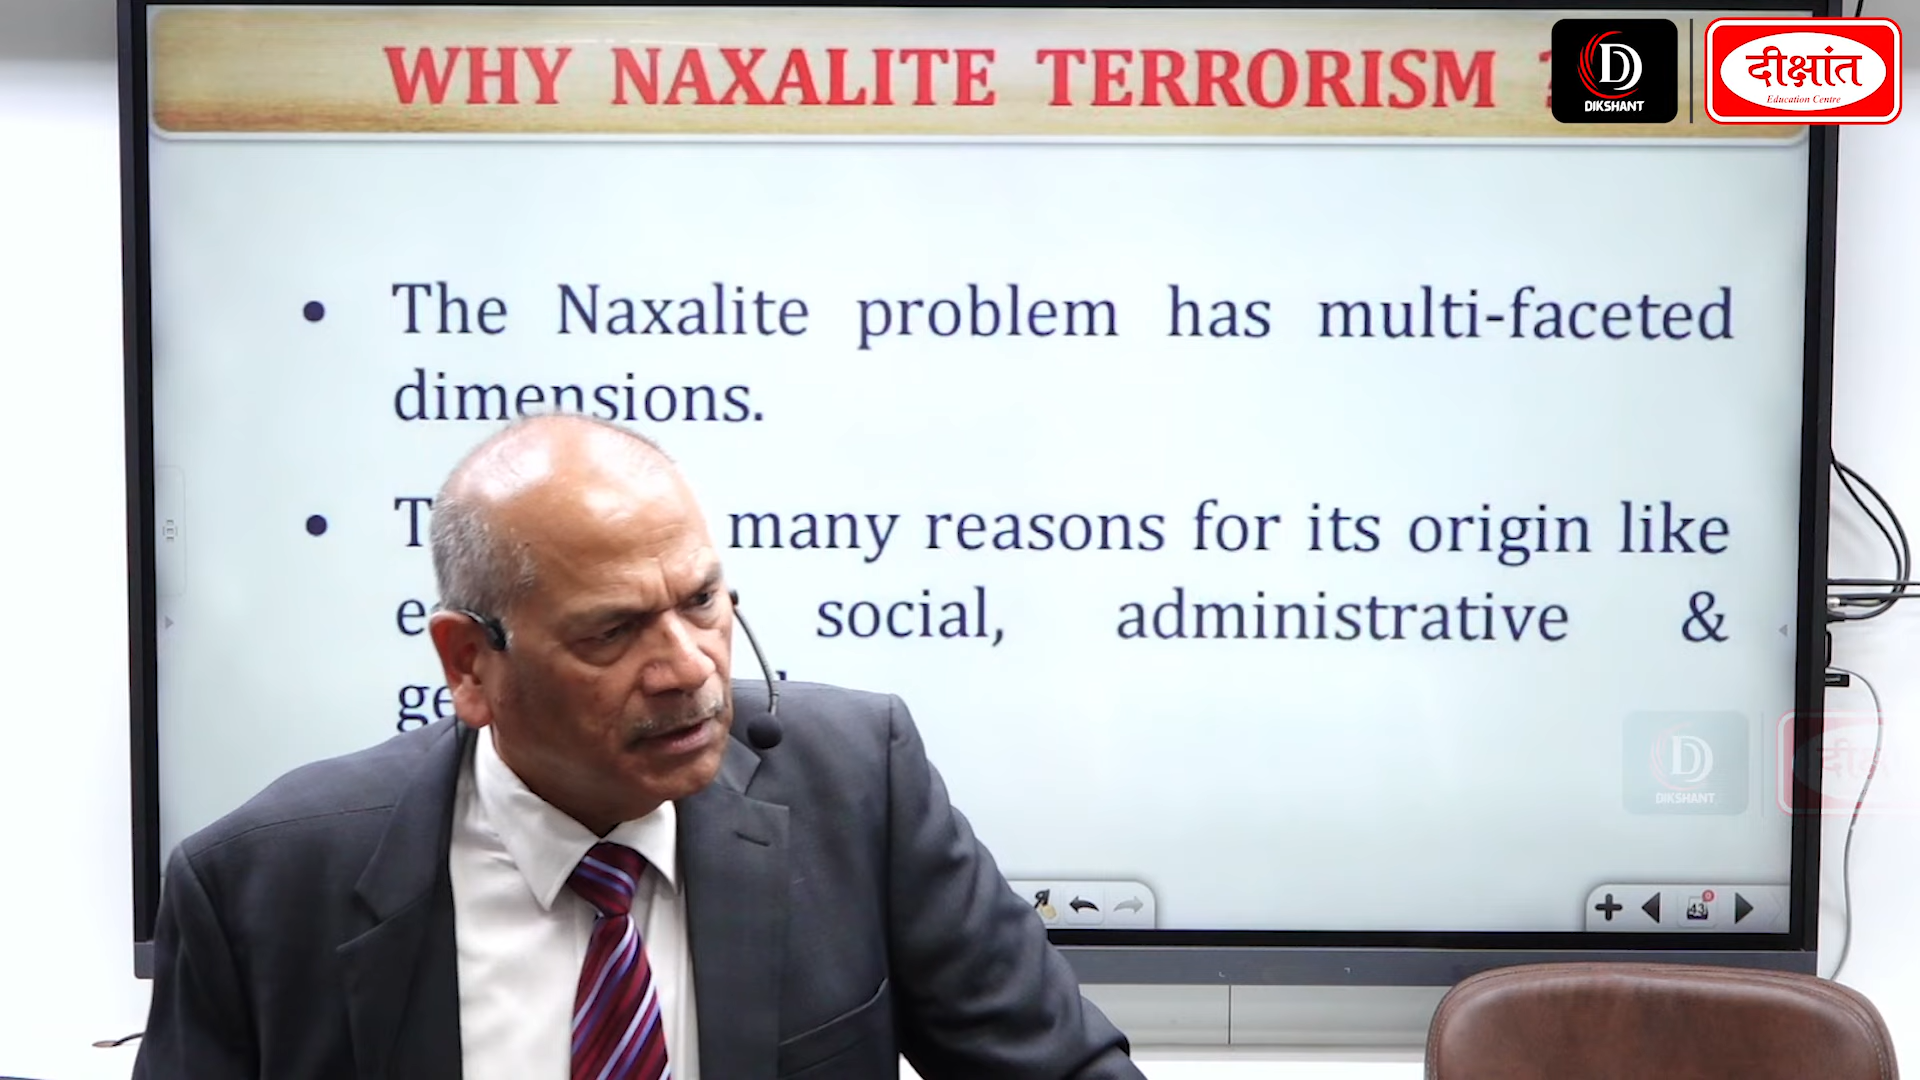 WHY NAXALITE TERRORISM ?
DIKSHANT
दीक्षांत
Education Centre
• The Naxalite problem has multi-faceted
dimensions.
• many reasons for its origin like
social, administrative &
DIKSHANT
43